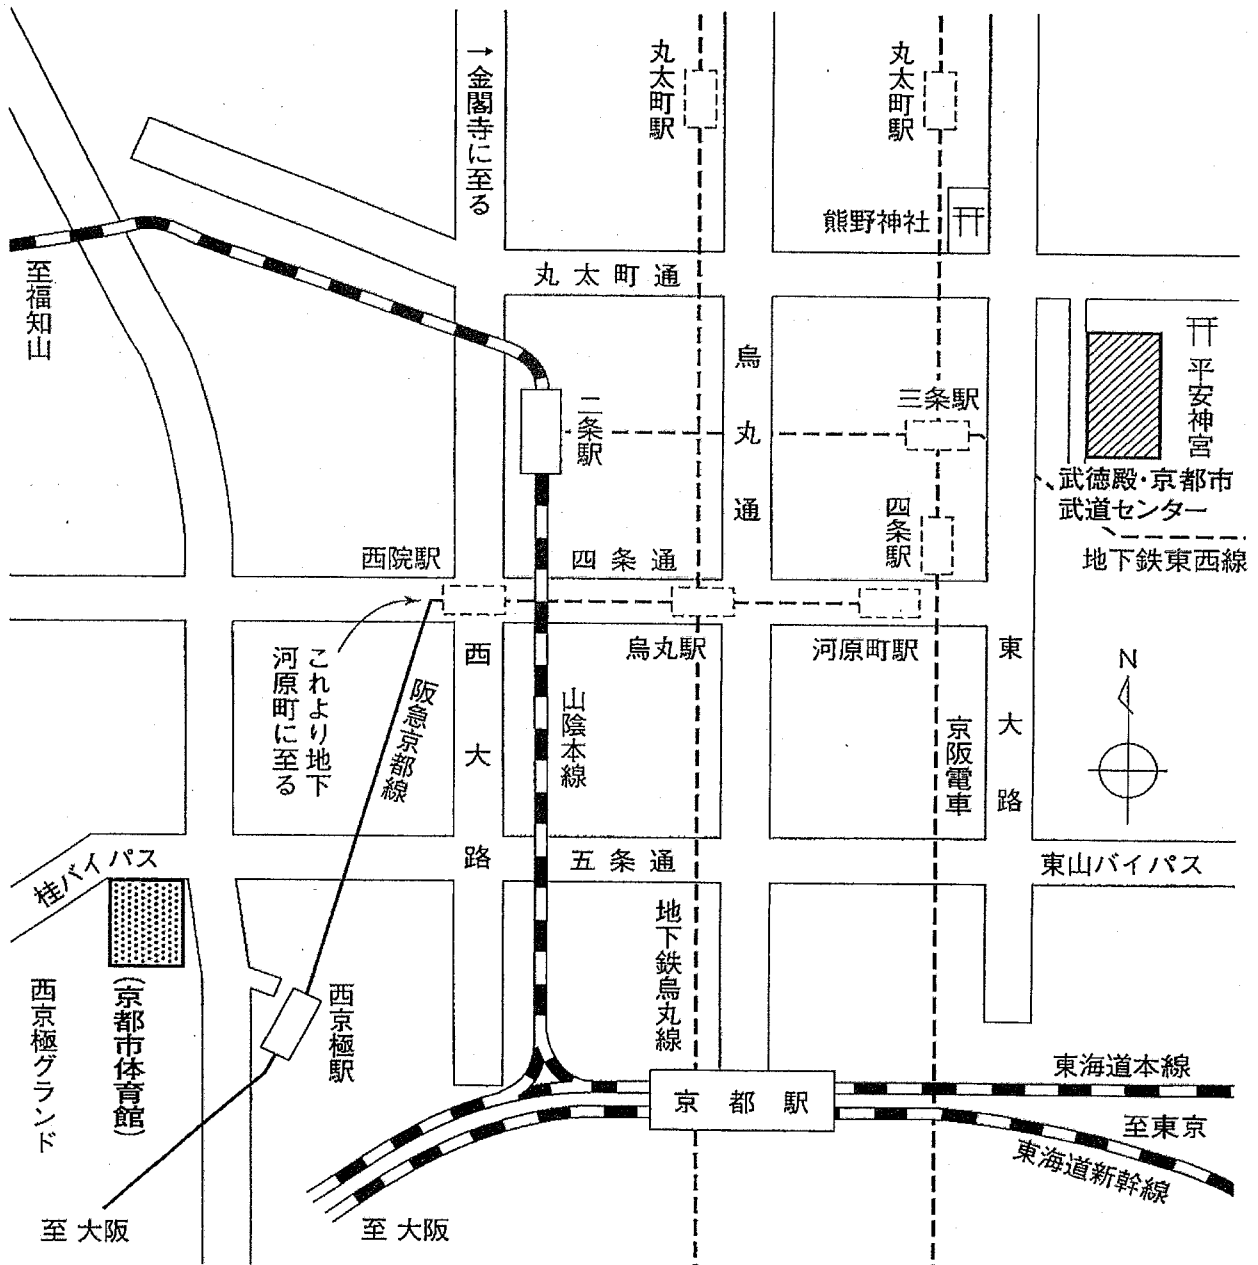 →金閣寺に至る
丸太町駅
丸太町駅
熊野神社
丸太町通
至福知山
烏丸通
平安神宮
二条駅
三条駅
武徳殿・京都市
武道センター
地下鉄東西線
四条駅
西院駅
四条通
烏丸駅
河原町駅
これより地下
河原町に至る
阪急京都線
西大路
山陰本線
京阪電車
東大路
N
桂バイパス
五条通
東山バイパス
地下鉄烏丸線
西京極グランド
(京都市体育館)
西京極駅
京都駅
東海道本線
至東京
東海道新幹線
至 大阪
至 大阪